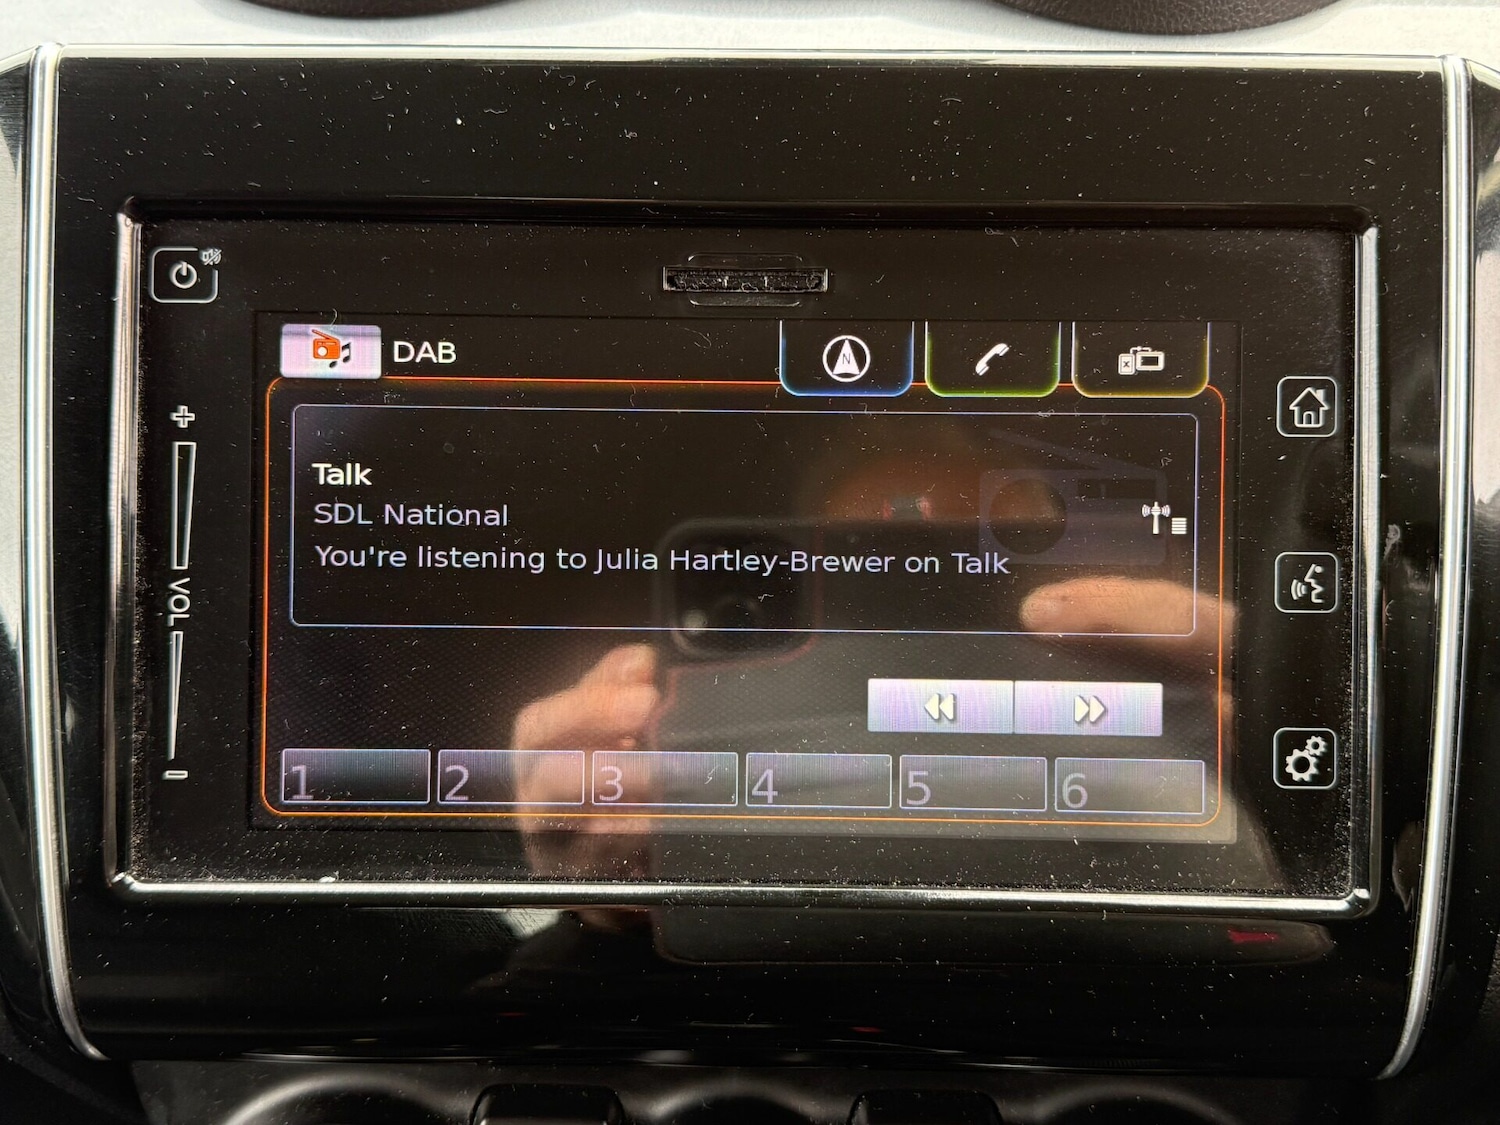 DAB
N
Talk
SDL National
You're listening to Julia Hartley-Brewer on Talk
+
VOL
-
1
2
3
4
5
6